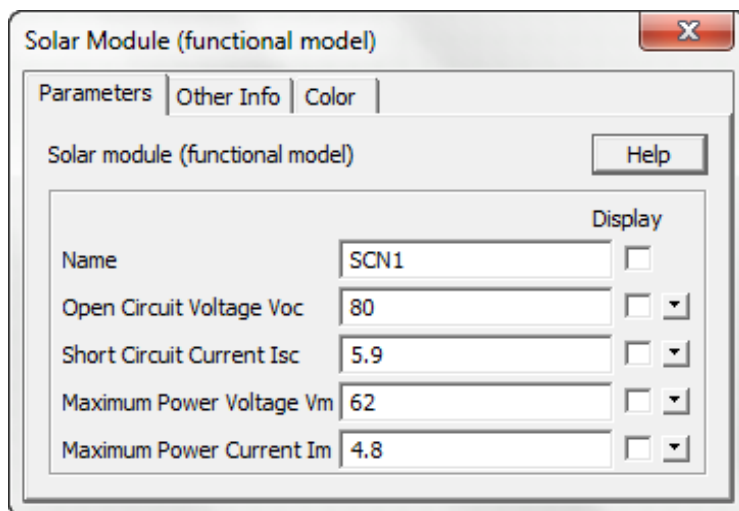 Solar Module (functional model)
Parameters Other Info Color
Solar module (functional model) Help
Display
Name SCN1
Open Circuit Voltage Voc 80
Short Circuit Current Isc 5.9
Maximum Power Voltage Vm 62
Maximum Power Current Im 4.8